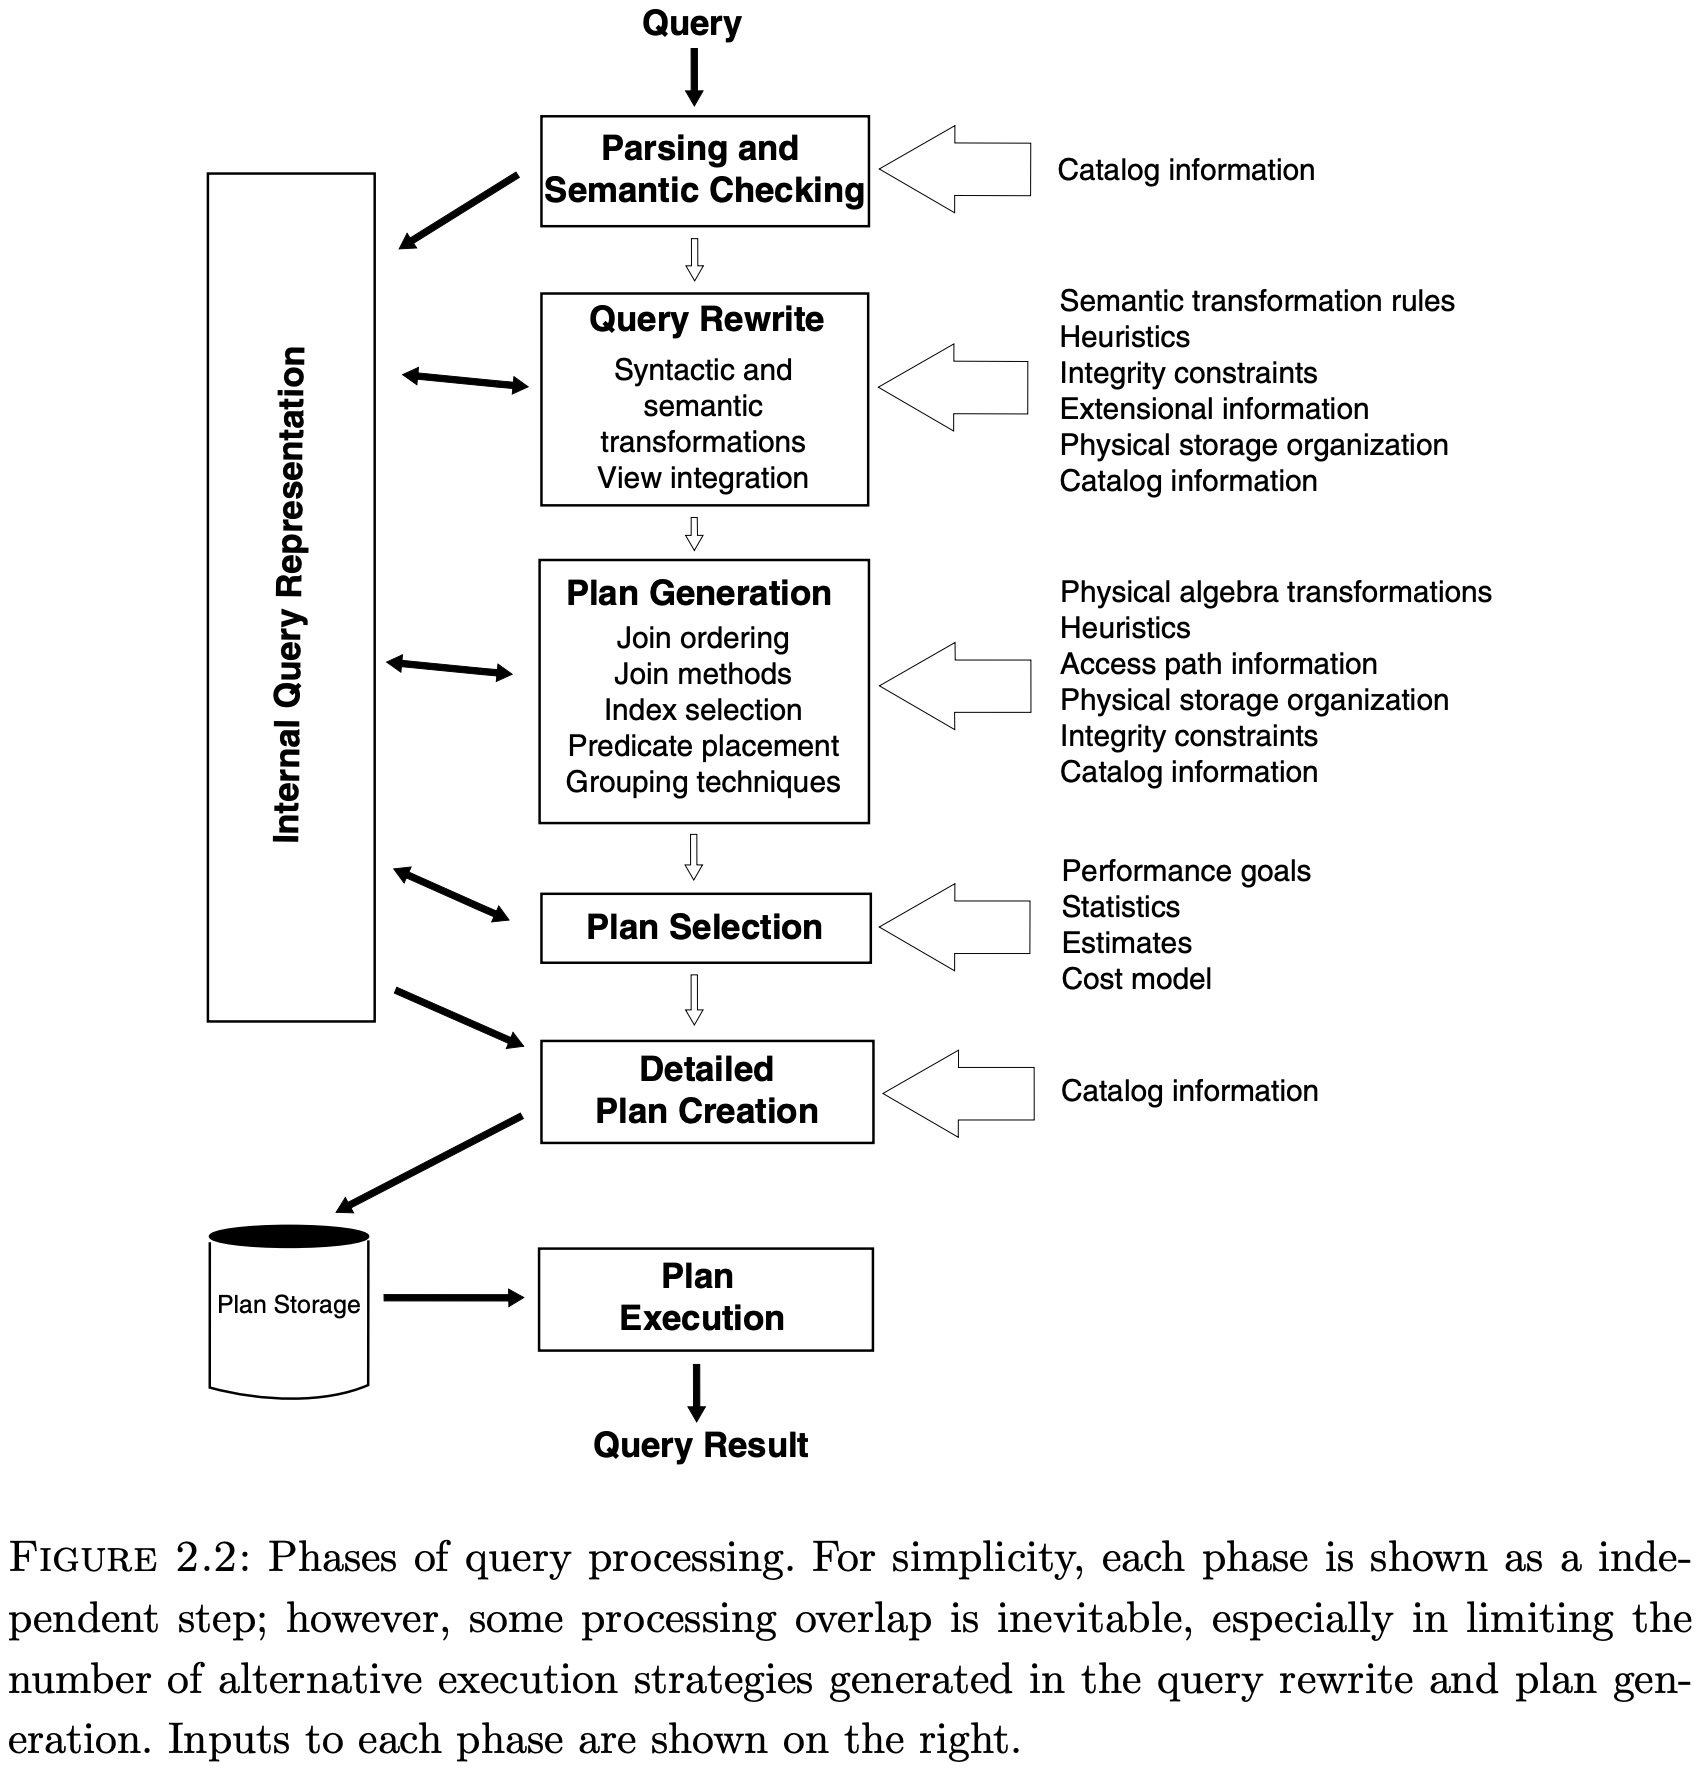 Query
Parsing and
Semantic Checking
Catalog information
Internal Query Representation
Query Rewrite
Syntactic and
semantic
transformations
View integration
Semantic transformation rules
Heuristics
Integrity constraints
Extensional information
Physical storage organization
Catalog information
Plan Generation
Join ordering
Join methods
Index selection
Predicate placement
Grouping techniques
Physical algebra transformations
Heuristics
Access path information
Physical storage organization
Integrity constraints
Catalog information
Plan Selection
Performance goals
Statistics
Estimates
Cost model
Detailed
Plan Creation
Catalog information
Plan Storage
Plan
Execution
Query Result
FIGURE 2.2: Phases of query processing. For simplicity, each phase is shown as a inde-
pendent step; however, some processing overlap is inevitable, especially in limiting the
number of alternative execution strategies generated in the query rewrite and plan gen-
eration. Inputs to each phase are shown on the right.